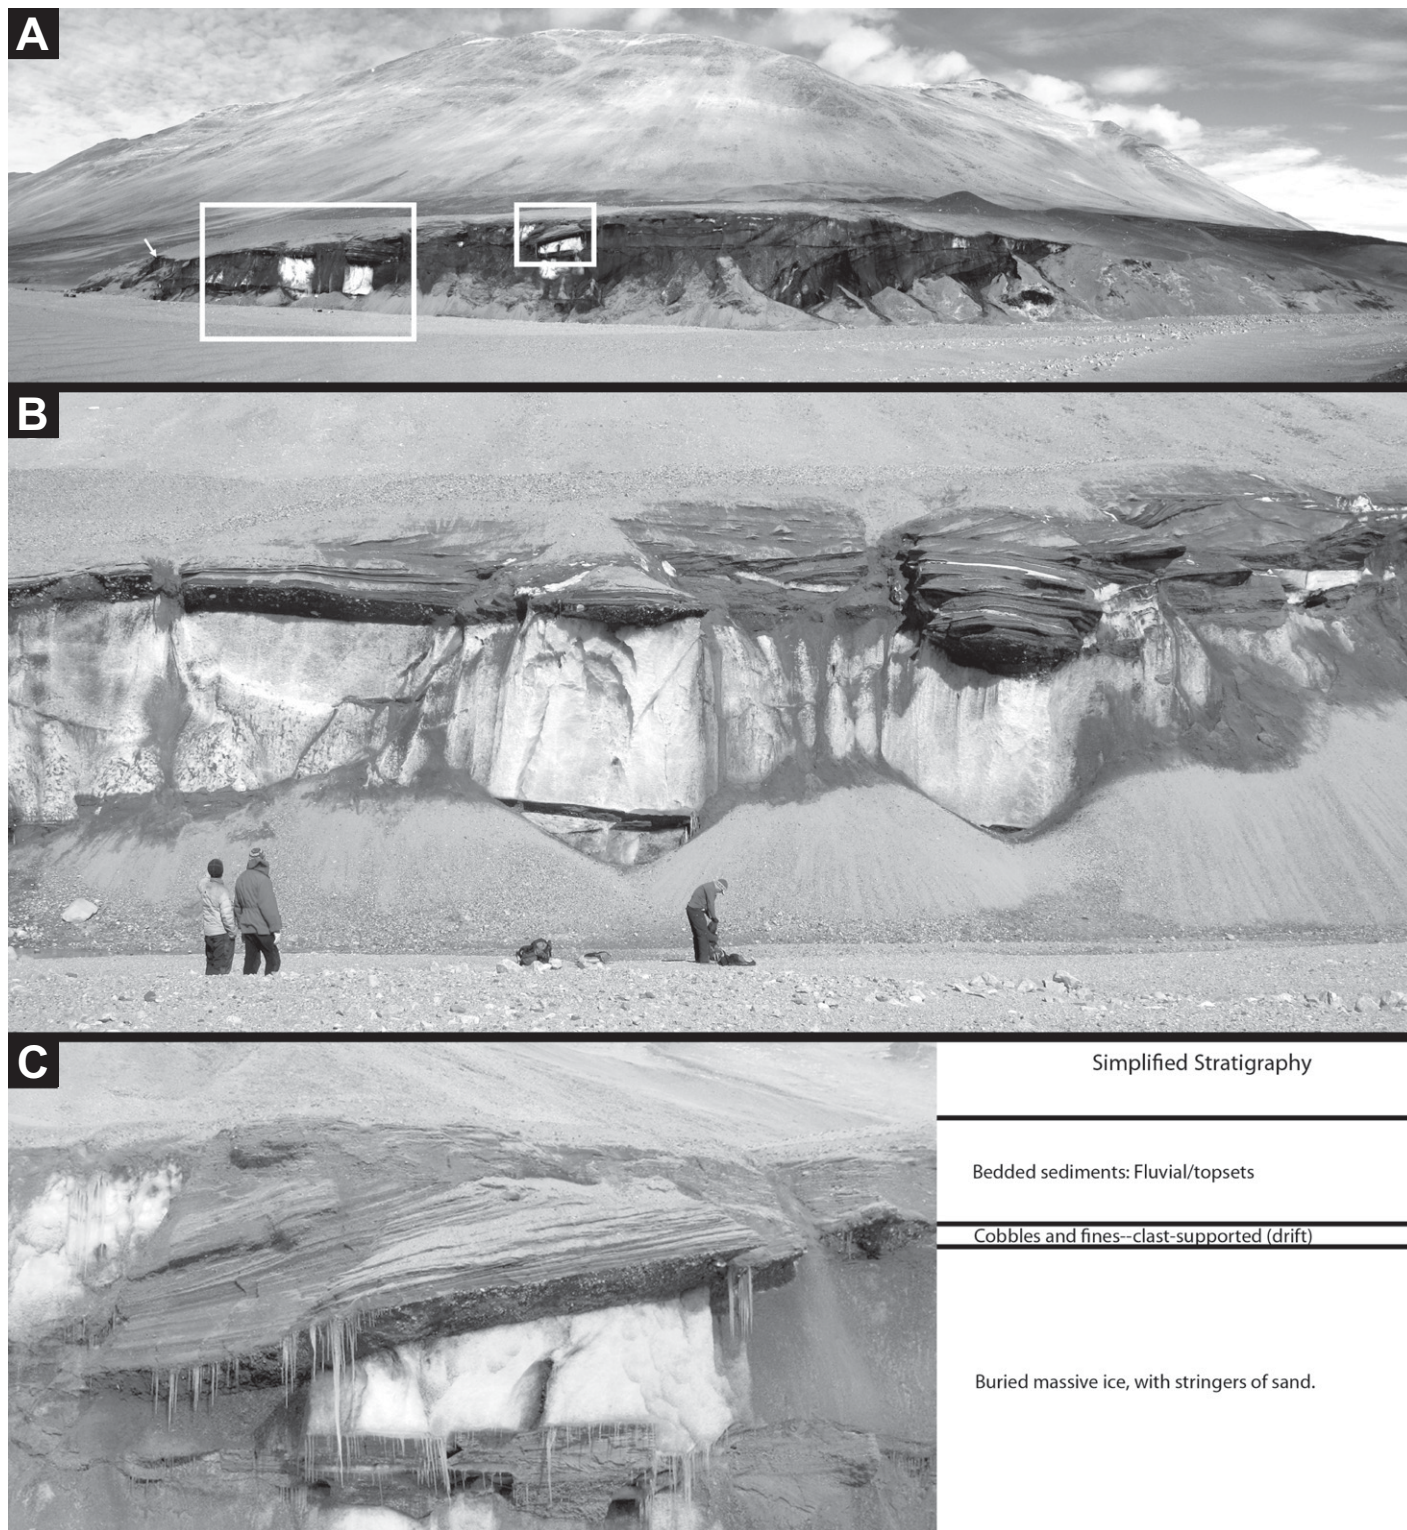 A
B
C
Simplified Stratigraphy
Bedded sediments: Fluvial/topsets
Cobbles and fines--clast-supported (drift)
Buried massive ice, with stringers of sand.